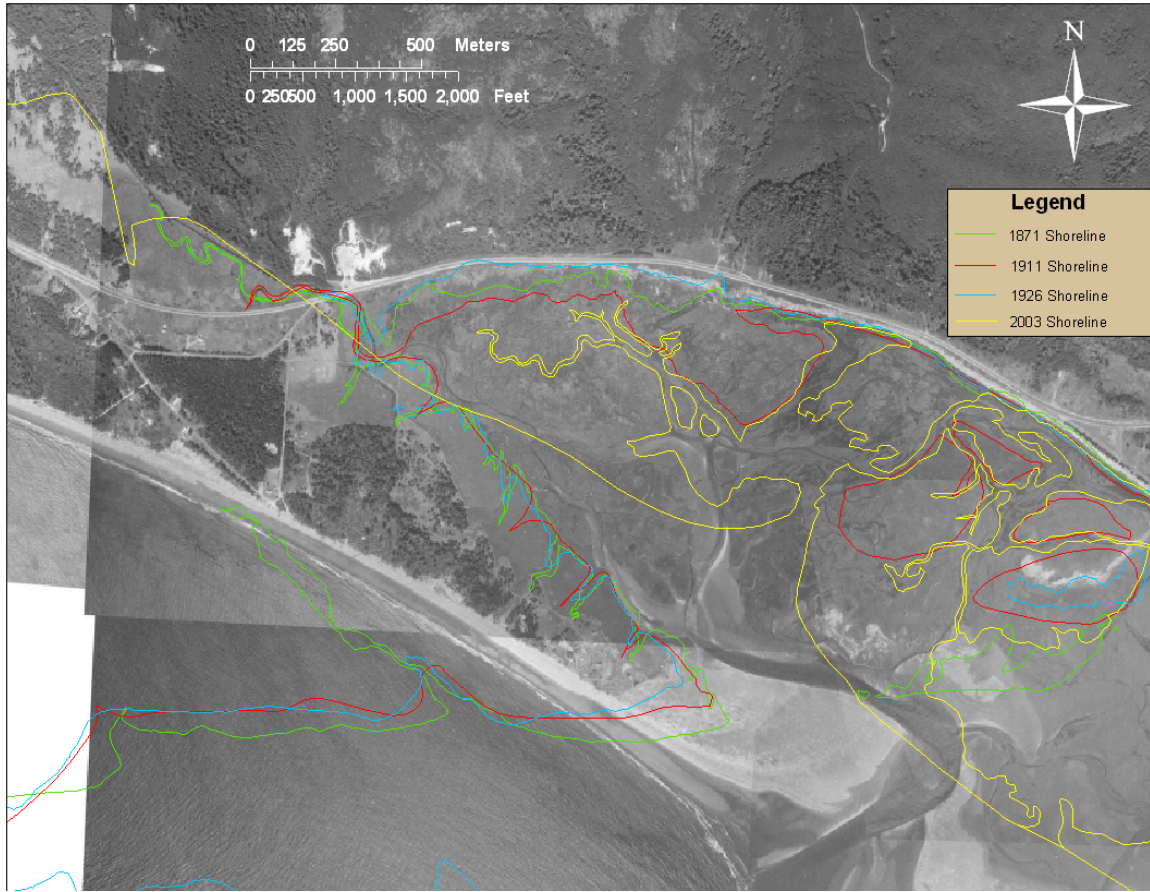 0 125 250 500 Meters
0 250500 1,000 1,500 2,000 Feet
N
Legend
1871 Shoreline
1911 Shoreline
1926 Shoreline
2003 Shoreline